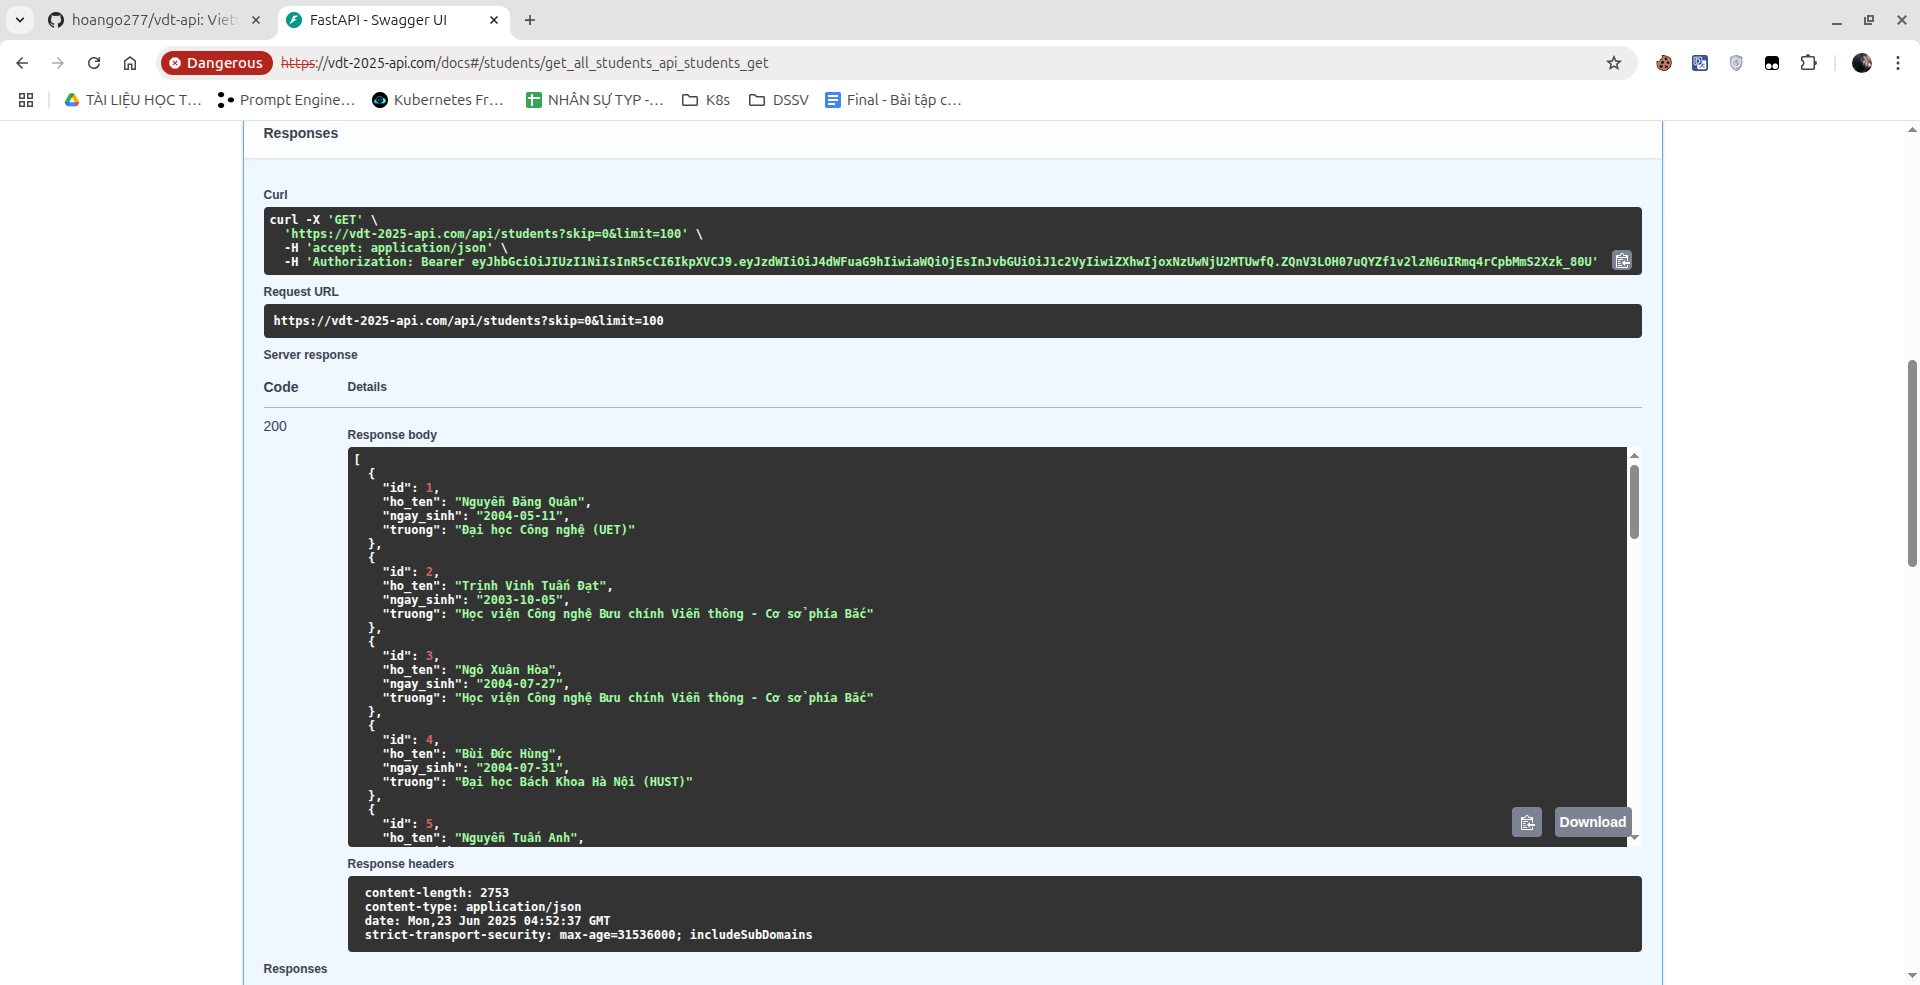 hoango277/vdt-api: Viet
FastAPI - Swagger UI
Dangerous
https://vdt-2025-api.com/docs#/students/get_all_students_api_students_get
TÀI LIỆU HỌC T...
Prompt Engine...
Kubernetes Fr...
NHÂN SỰ TYP -...
K8s
DSSV
Final - Bài tập c...
Responses
Curl
curl -X 'GET' \
'https://vdt-2025-api.com/api/students?skip=0&limit=100' \
-H 'accept: application/json' \
-H 'Authorization: Bearer eyJhbGciOiJIUzI1NiIsInR5cCI6IkpXVCJ9.eyJzdWIiOiJ4dWFuaG9hIiwiaWQiOjEsInJvbGUiOiJ1c2VyIiwiZXhwIjoxNzUwNjU2MTUwfQ.ZQnV3LOH07uQYZf1v2lzN6uIRmq4rCpbMmS2Xzk_80U'
Request URL
https://vdt-2025-api.com/api/students?skip=0&limit=100
Server response
Code Details
200
Response body
[
{
"id": 1,
"ho_ten": "Nguyễn Đăng Quân",
"ngay_sinh": "2004-05-11",
"truong": "Đại học Công nghệ (UET)"
},
{
"id": 2,
"ho_ten": "Trịnh Vinh Tuấn Đạt",
"ngay_sinh": "2003-10-05",
"truong": "Học viện Công nghệ Bưu chính Viễn thông - Cơ sở phía Bắc"
},
{
"id": 3,
"ho_ten": "Ngô Xuân Hòa",
"ngay_sinh": "2004-07-27",
"truong": "Học viện Công nghệ Bưu chính Viễn thông - Cơ sở phía Bắc"
},
{
"id": 4,
"ho_ten": "Bùi Đức Hùng",
"ngay_sinh": "2004-07-31",
"truong": "Đại học Bách Khoa Hà Nội (HUST)"
},
{
"id": 5,
"ho_ten": "Nguyễn Tuấn Anh",
Download
Response headers
content-length: 2753
content-type: application/json
date: Mon,23 Jun 2025 04:52:37 GMT
strict-transport-security: max-age=31536000; includeSubDomains
Responses